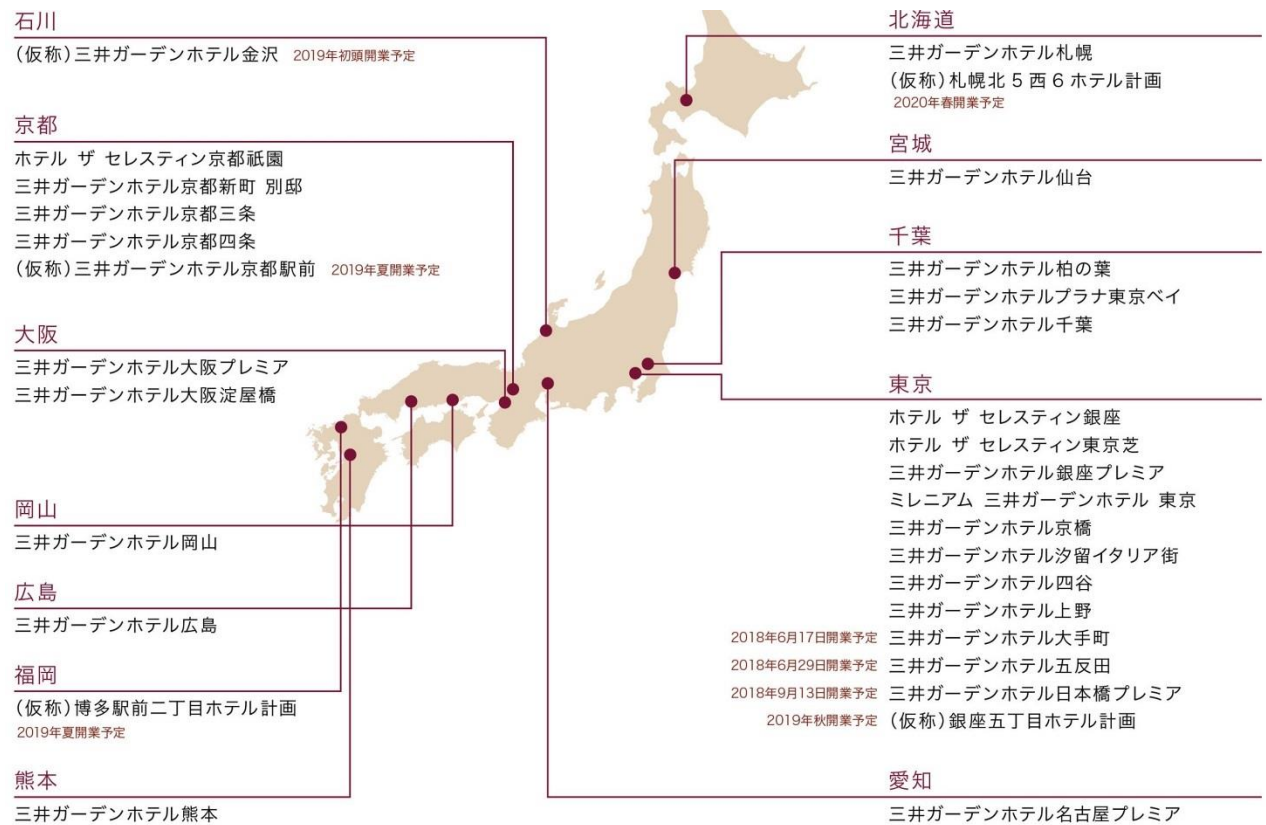 石川
(仮称)三井ガーデンホテル金沢 2019年初頭開業予定
京都
ホテル ザ セレスティン京都祇園
三井ガーデンホテル京都新町 別邸
三井ガーデンホテル京都三条
三井ガーデンホテル京都四条
(仮称)三井ガーデンホテル京都駅前 2019年夏開業予定
大阪
三井ガーデンホテル大阪プレミア
三井ガーデンホテル大阪淀屋橋
岡山
三井ガーデンホテル岡山
広島
三井ガーデンホテル広島
福岡
(仮称)博多駅前二丁目ホテル計画
2019年夏開業予定
熊本
三井ガーデンホテル熊本
北海道
三井ガーデンホテル札幌
(仮称)札幌北5西6ホテル計画
2020年春開業予定
宮城
三井ガーデンホテル仙台
千葉
三井ガーデンホテル柏の葉
三井ガーデンホテルプラナ東京ベイ
三井ガーデンホテル千葉
東京
ホテル ザ セレスティン銀座
ホテル ザ セレスティン東京芝
三井ガーデンホテル銀座プレミア
ミレニアム 三井ガーデンホテル 東京
三井ガーデンホテル京橋
三井ガーデンホテル汐留イタリア街
三井ガーデンホテル四谷
三井ガーデンホテル上野
2018年6月17日開業予定 三井ガーデンホテル大手町
2018年6月29日開業予定 三井ガーデンホテル五反田
2018年9月13日開業予定 三井ガーデンホテル日本橋プレミア
2019年秋開業予定 (仮称)銀座五丁目ホテル計画
愛知
三井ガーデンホテル名古屋プレミア